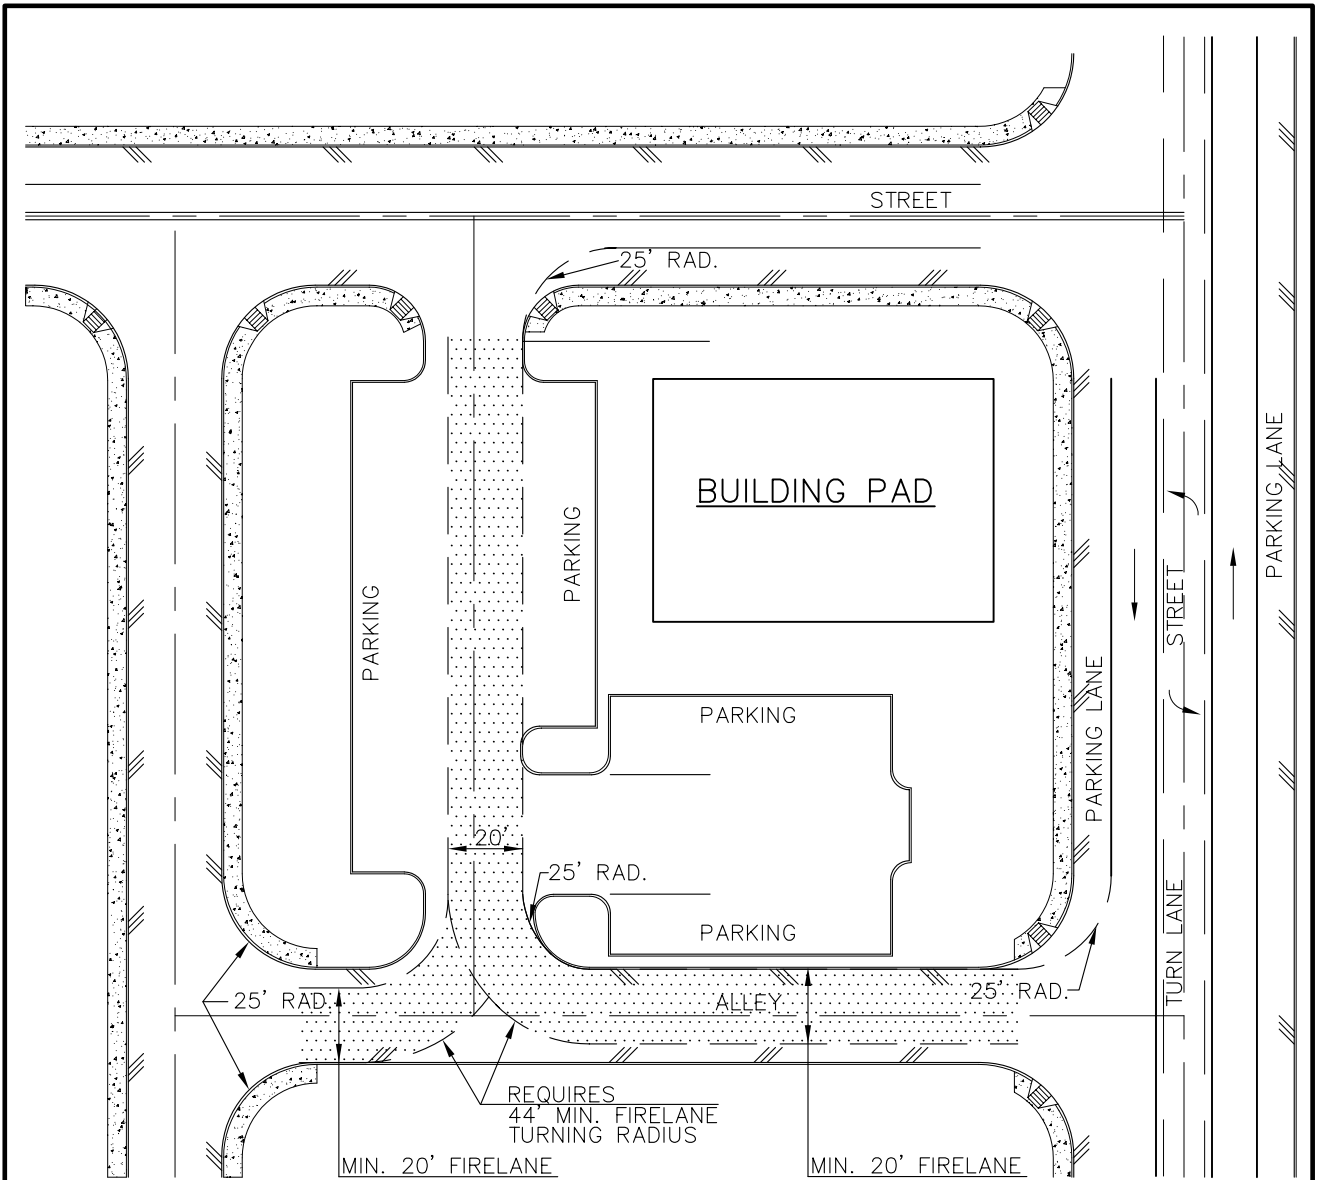 STREET
25' RAD.
PARKING LANE
BUILDING PAD
PARKING
PARKING
STREET
PARKING LANE
PARKING
20'
25' RAD.
PARKING
TURN LANE
25' RAD.
ALLEY
25' RAD.
REQUIRES
44' MIN. FIRELANE
TURNING RADIUS
MIN. 20' FIRELANE
MIN. 20' FIRELANE